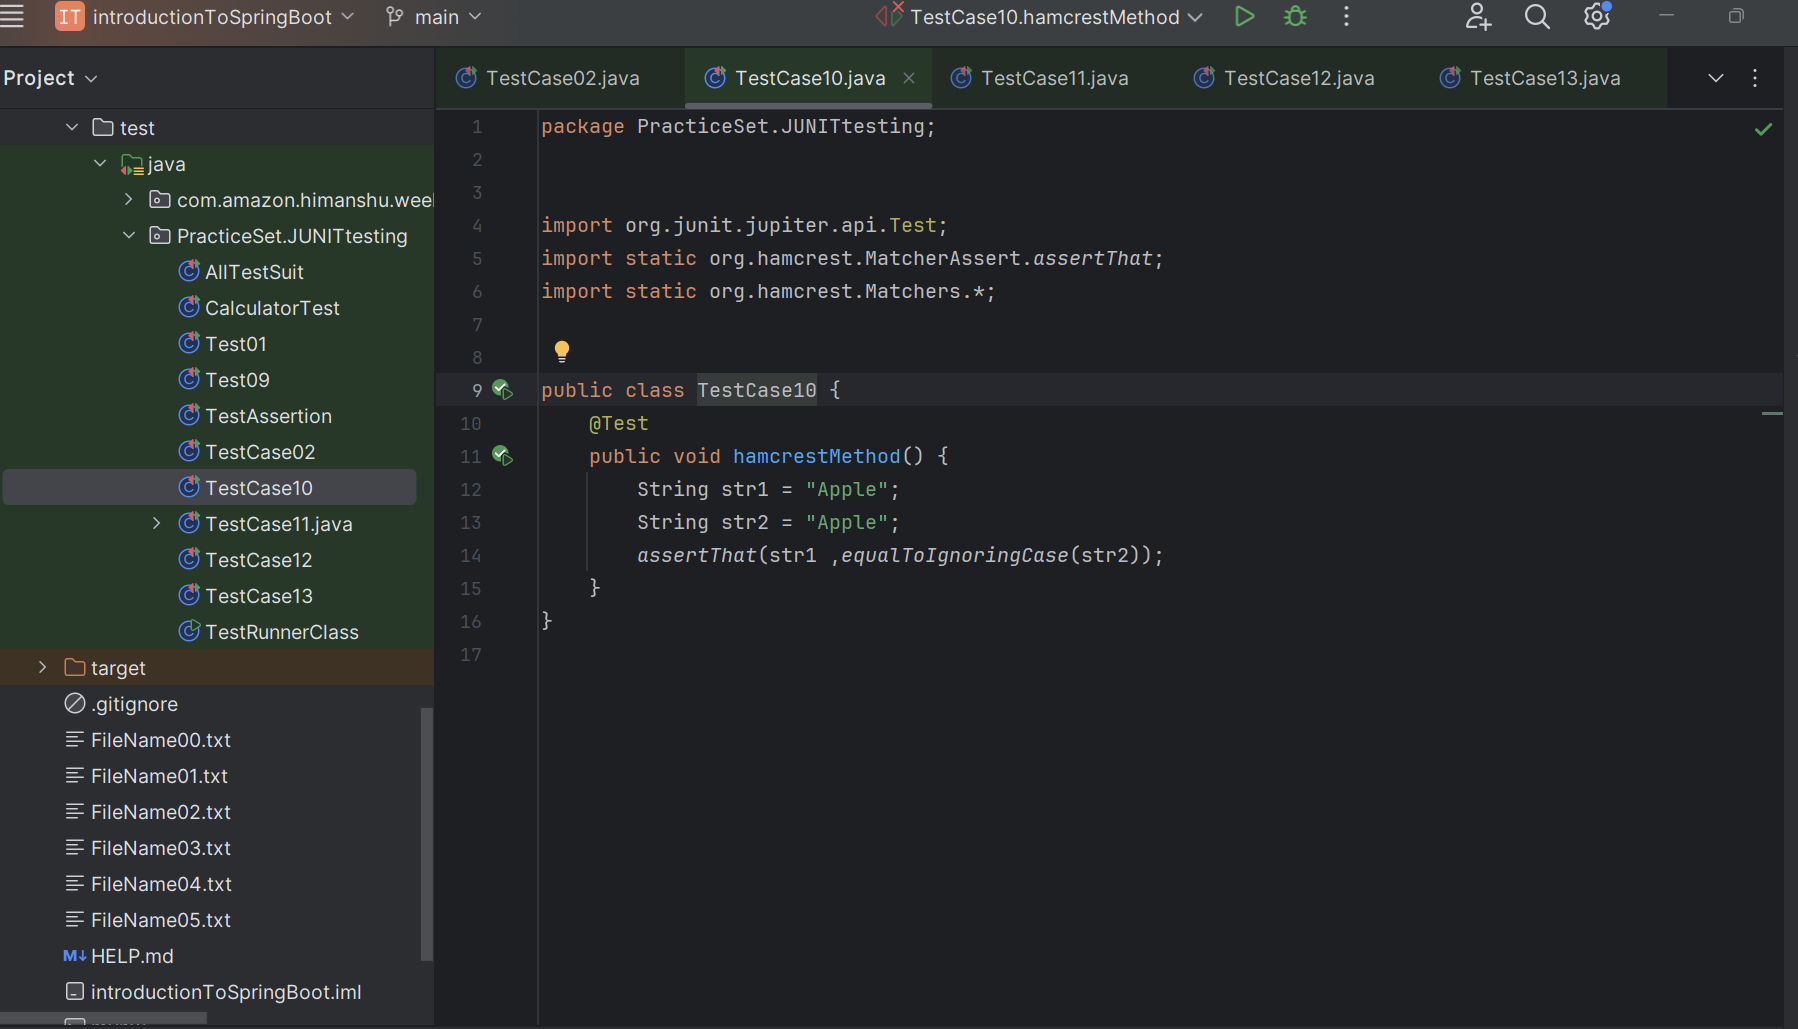 IT introductionToSpringBoot main TestCase10.hamcrestMethod
Project
TestCase02.java TestCase10.java TestCase11.java TestCase12.java TestCase13.java
test
java
com.amazon.himanshu.wee
PracticeSet.JUNITtesting
AllTestSuit
CalculatorTest
Test01
Test09
TestAssertion
TestCase02
TestCase10
TestCase11.java
TestCase12
TestCase13
TestRunnerClass
target
.gitignore
FileName00.txt
FileName01.txt
FileName02.txt
FileName03.txt
FileName04.txt
FileName05.txt
M↓ HELP.md
introductionToSpringBoot.iml
1 package PracticeSet.JUNITtesting;
2
3
4 import org.junit.jupiter.api.Test;
5 import static org.hamcrest.MatcherAssert.assertThat;
6 import static org.hamcrest.Matchers.*;
7
8
9 public class TestCase10 {
10 @Test
11 public void hamcrestMethod() {
12 String str1 = "Apple";
13 String str2 = "Apple";
14 assertThat(str1 ,equalToIgnoringCase(str2));
15 }
16 }
17